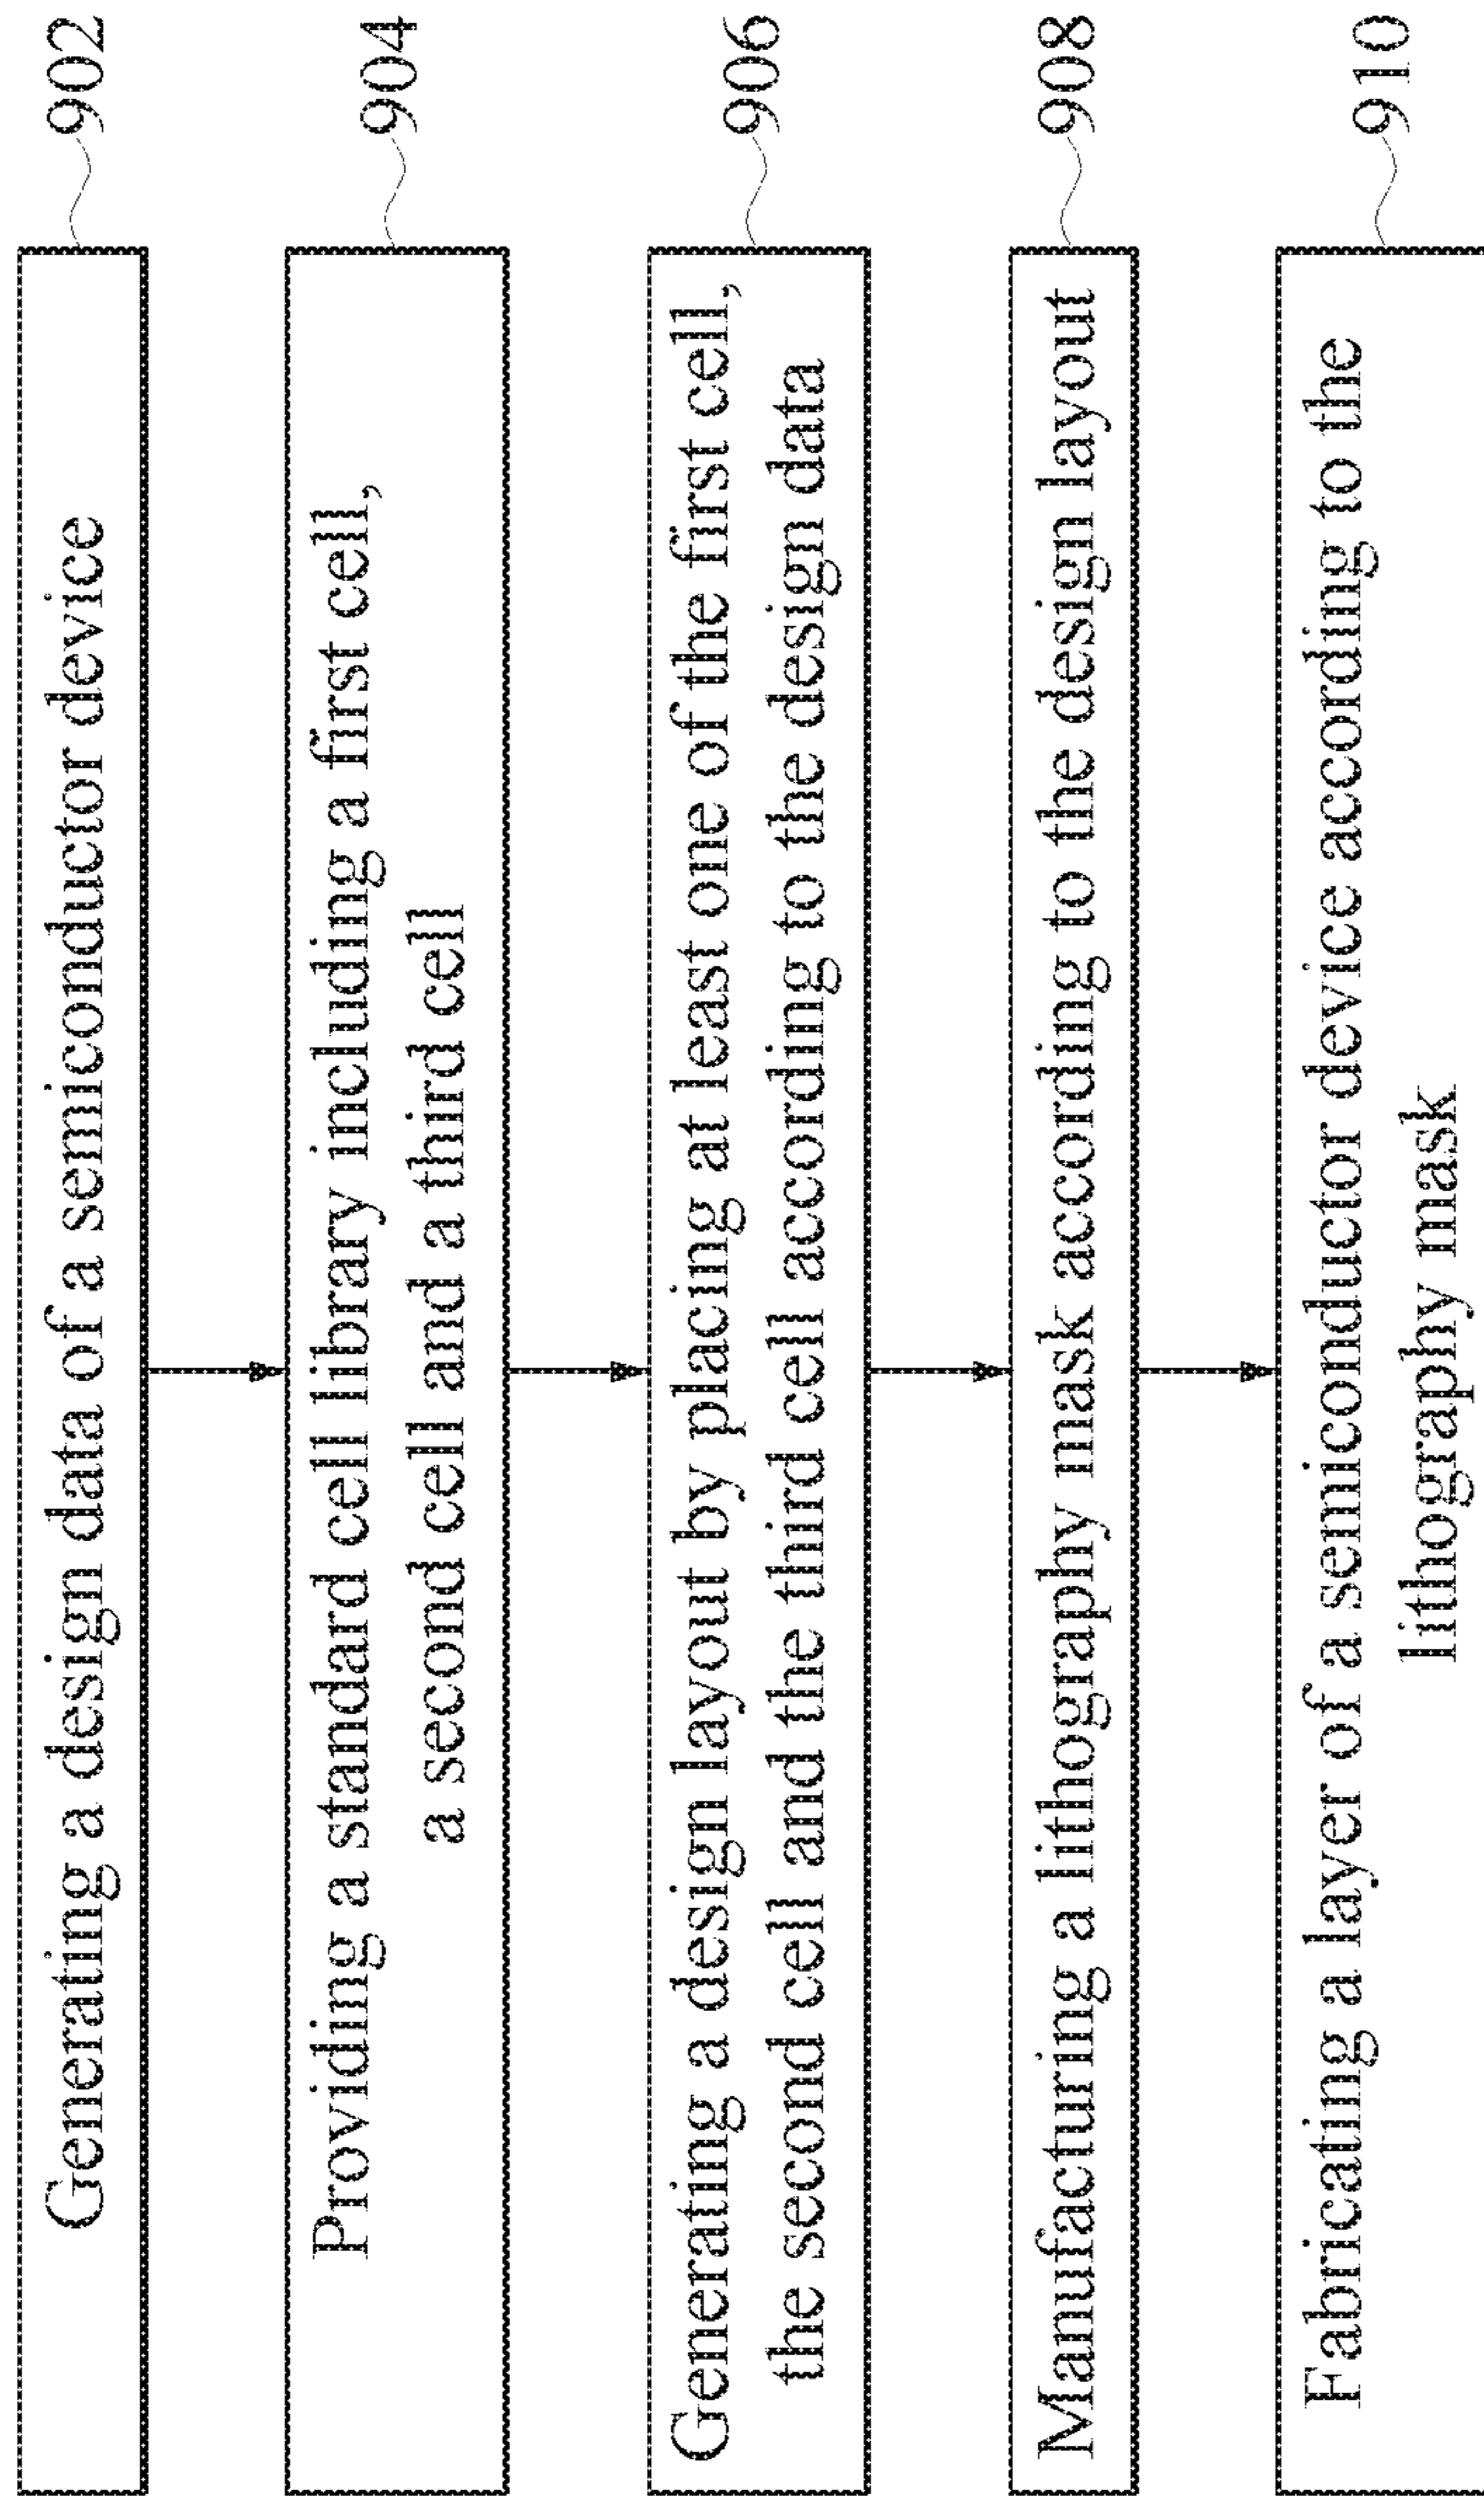 Generating a design data of a semiconductor device
902
Providing a standard cell library including a first cell,
a second cell and a third cell
904
Generating a design layout by placing at least one of the first cell,
the second cell and the third cell according to the design data
906
Manufacturing a lithography mask according to the design layout
908
Fabricating a layer of a semiconductor device according to the
lithography mask
910